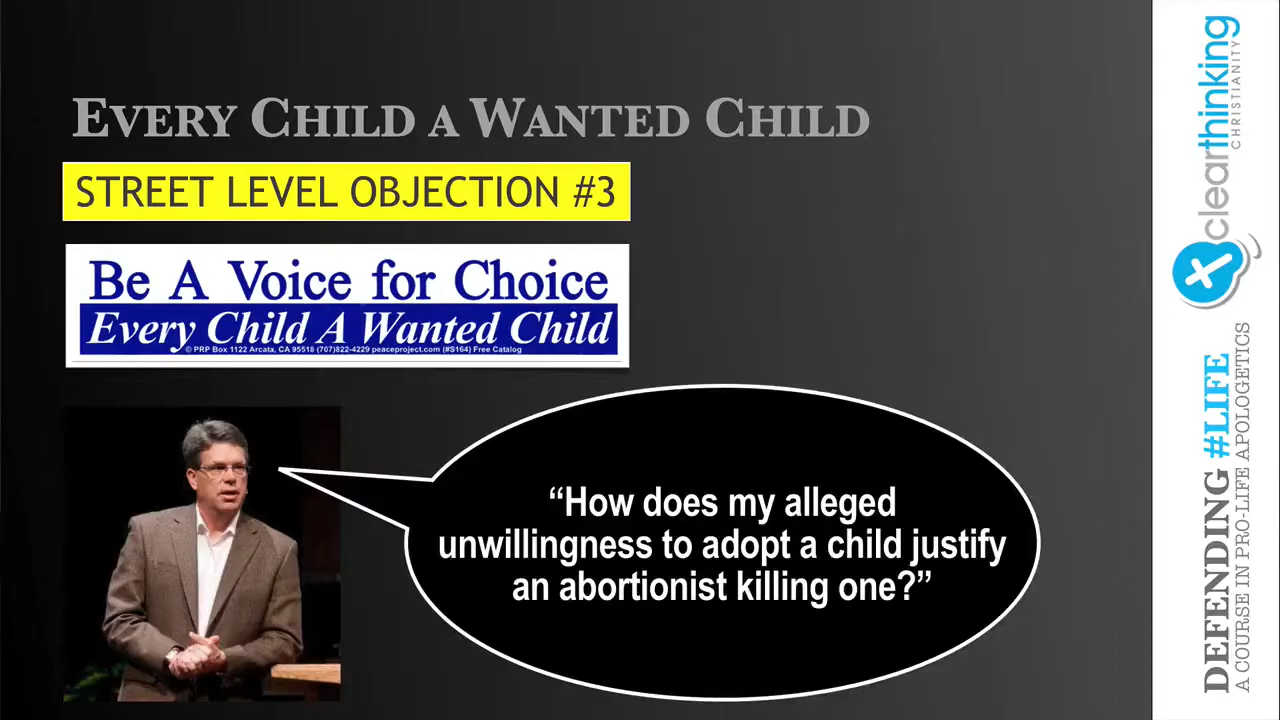 EVERY CHILD A WANTED CHILD
STREET LEVEL OBJECTION #3
Be A Voice for Choice
Every Child A Wanted Child
© PRP Box 1122 Arcata, CA 95518 (707)822-4229 peaceproject.com (#S164) Free Catalog
“How does my alleged
unwillingness to adopt a child justify
an abortionist killing one?”
clearthinking
CHRISTIANITY
DEFENDING #LIFE
A COURSE IN PRO-LIFE APOLOGETICS